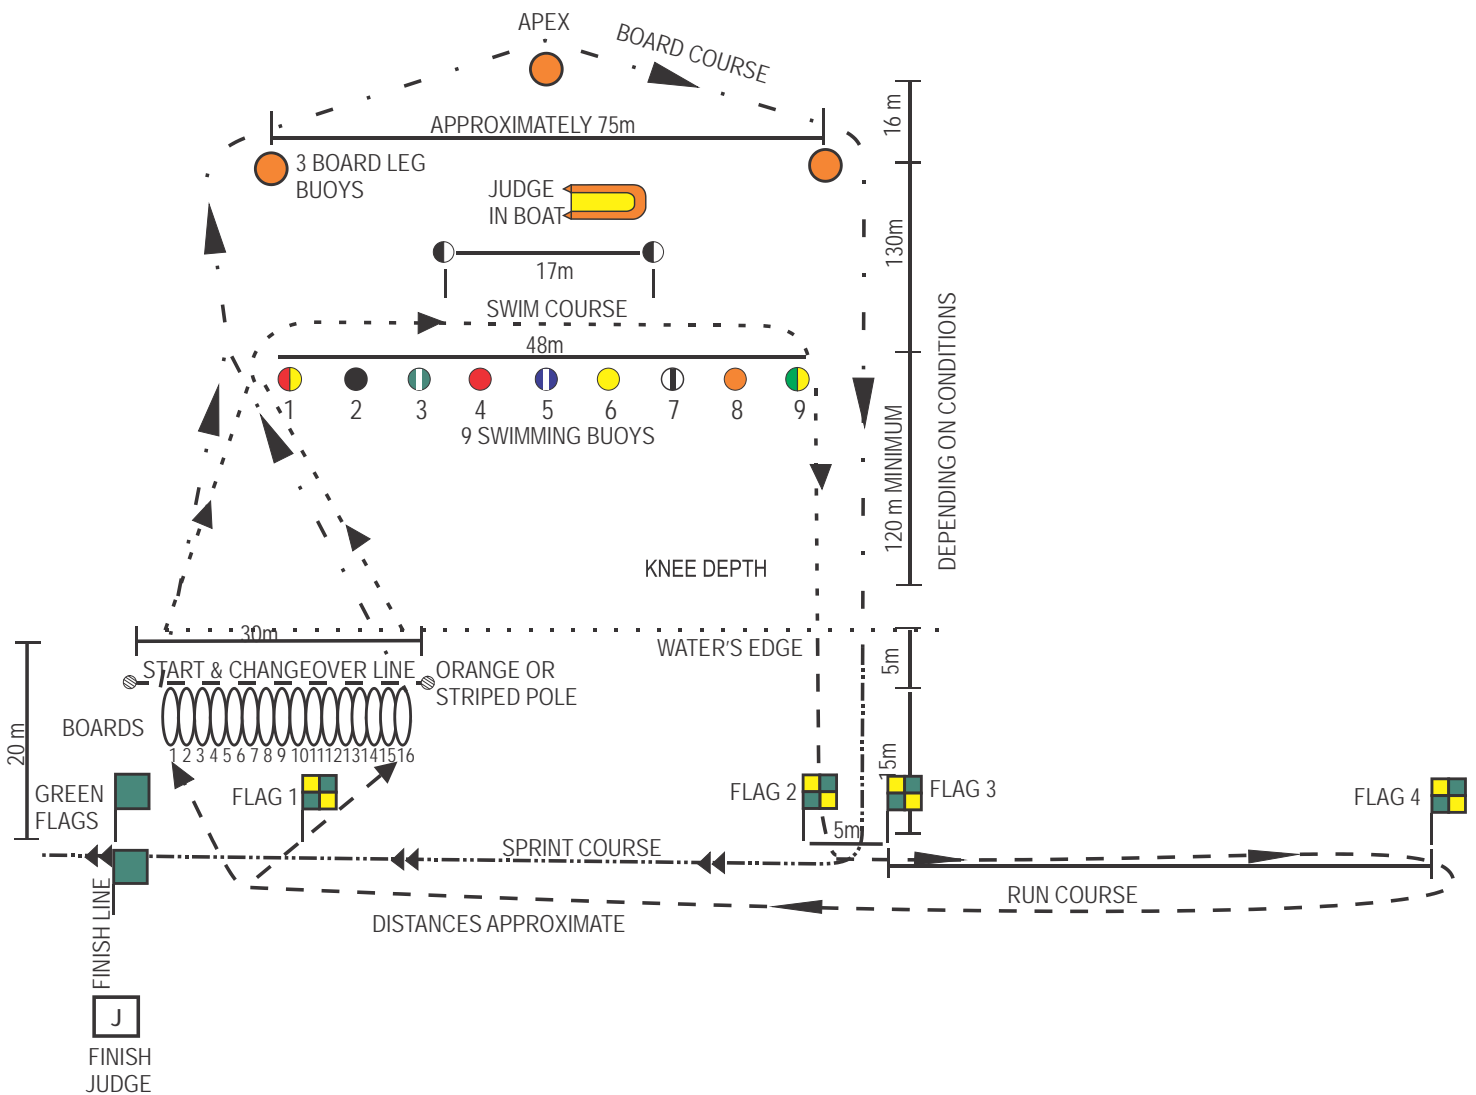 APEX
BOARD COURSE
16 m
APPROXIMATELY 75m
3 BOARD LEG
BUOYS
JUDGE
IN BOAT
130m
17m
SWIM COURSE
48m
1 2 3 4 5 6 7 8 9
9 SWIMMING BUOYS
120 m MINIMUM
DEPENDING ON CONDITIONS
KNEE DEPTH
30m
WATER'S EDGE
5m
START & CHANGEOVER LINE
ORANGE OR
STRIPED POLE
BOARDS
20 m
1 2 3 4 5 6 7 8 9 10 11 12 13 14 15 16
15m
GREEN
FLAGS
FLAG 1
FLAG 2
FLAG 3
FLAG 4
5m
SPRINT COURSE
RUN COURSE
DISTANCES APPROXIMATE
FINISH LINE
J
FINISH
JUDGE